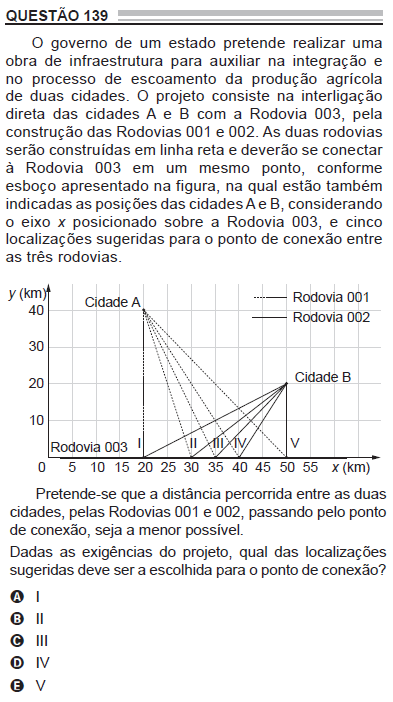 QUESTÃO 139
O governo de um estado pretende realizar uma
obra de infraestrutura para auxiliar na integração e
no processo de escoamento da produção agrícola
de duas cidades. O projeto consiste na interligação
direta das cidades A e B com a Rodovia 003, pela
construção das Rodovias 001 e 002. As duas rodovias
serão construídas em linha reta e deverão se conectar
à Rodovia 003 em um mesmo ponto, conforme
esboço apresentado na figura, na qual estão também
indicadas as posições das cidades A e B, considerando
o eixo x posicionado sobre a Rodovia 003, e cinco
localizações sugeridas para o ponto de conexão entre
as três rodovias.
y (km)
Cidade A
Rodovia 001
Rodovia 002
40
30
20
10
Cidade B
Rodovia 003
I II III IV V
0 5 10 15 20 30 35 40 45 50 55 x (km)
Pretende-se que a distância percorrida entre as duas
cidades, pelas Rodovias 001 e 002, passando pelo ponto
de conexão, seja a menor possível.
Dadas as exigências do projeto, qual das localizações
sugeridas deve ser a escolhida para o ponto de conexão?
A I
B II
C III
D IV
E V